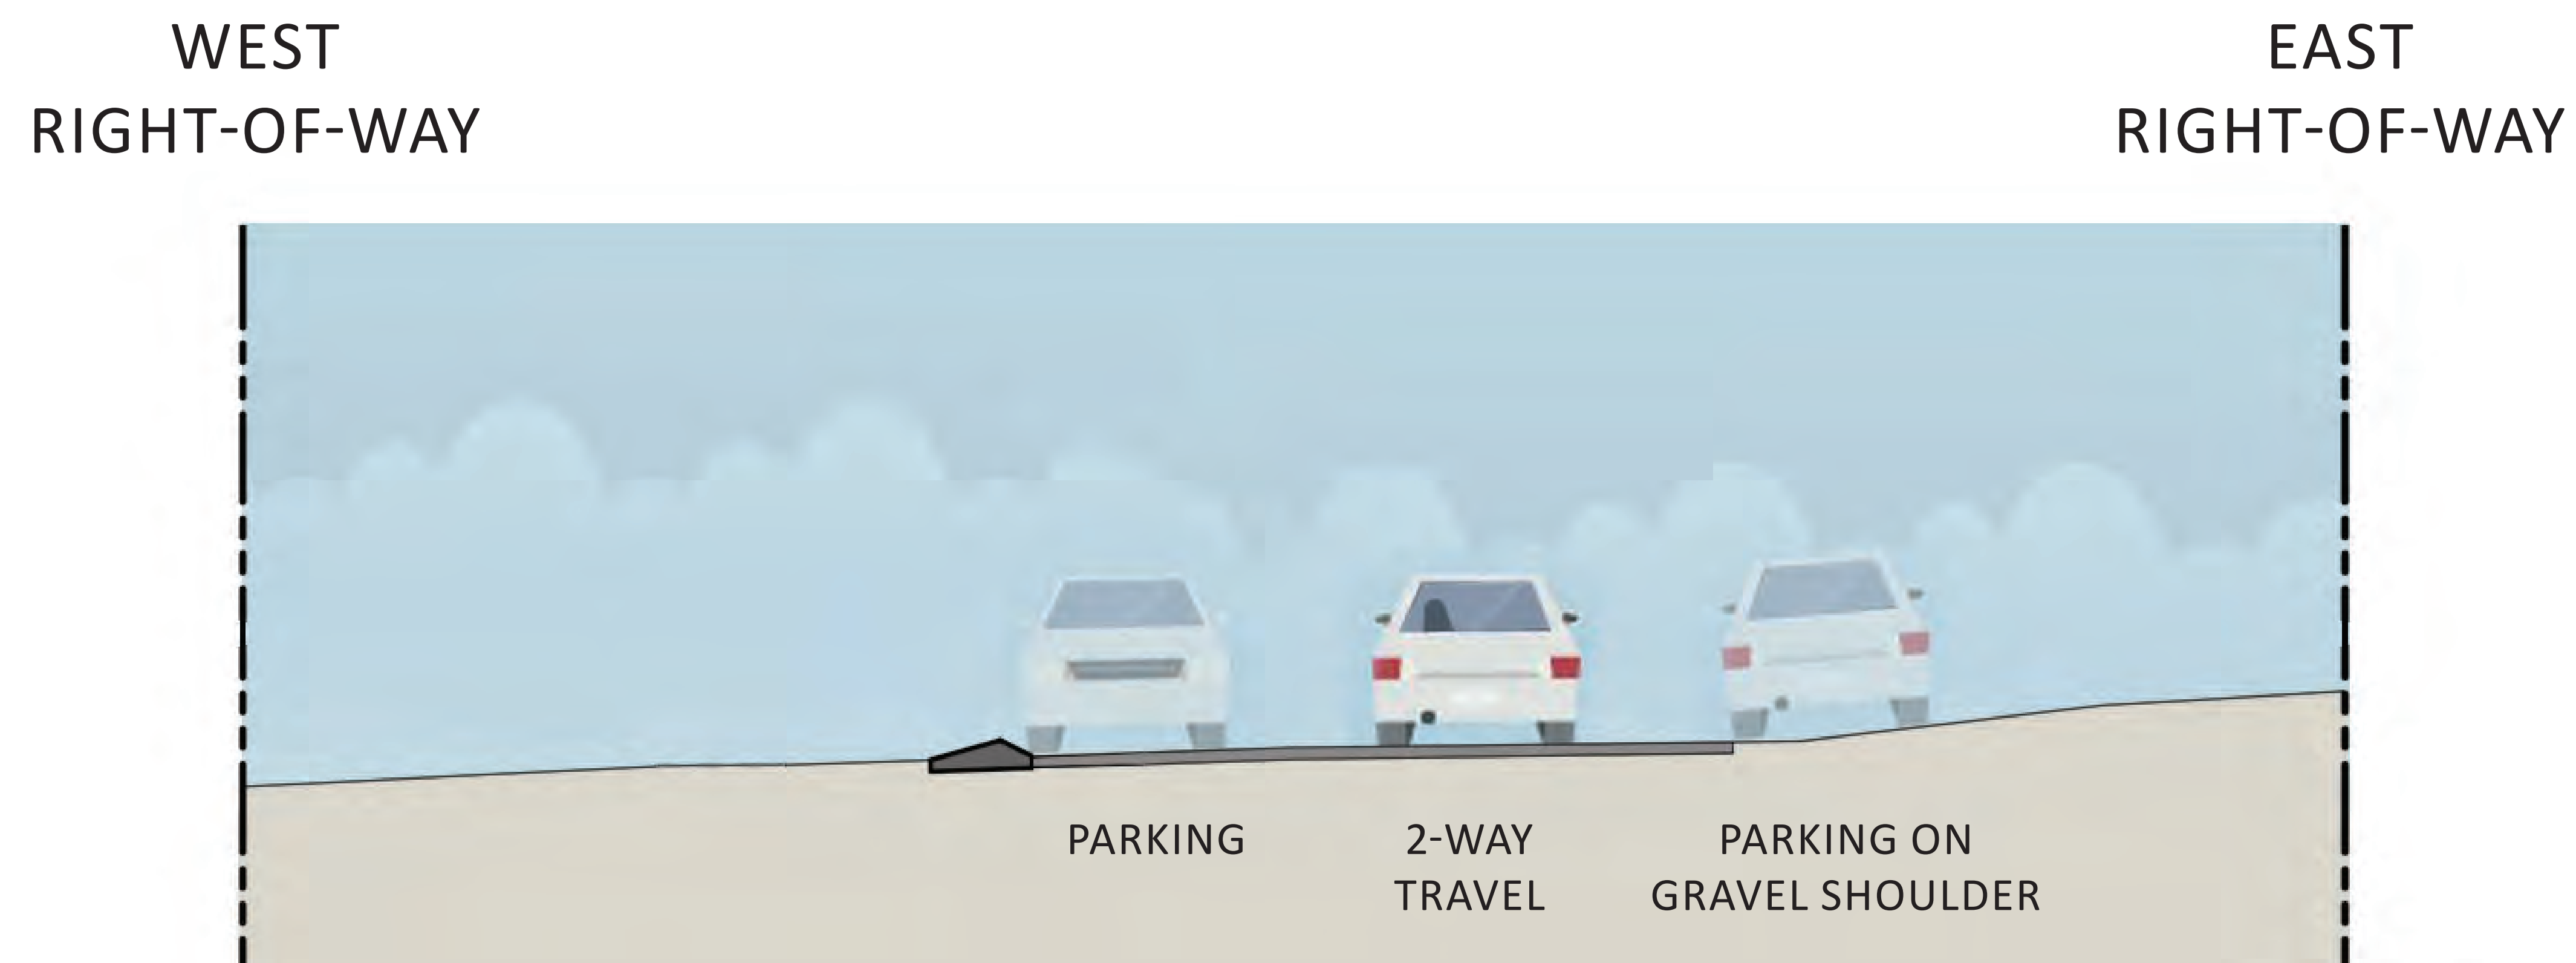 WEST
RIGHT-OF-WAY
EAST
RIGHT-OF-WAY
PARKING
2-WAY
TRAVEL
PARKING ON
GRAVEL SHOULDER